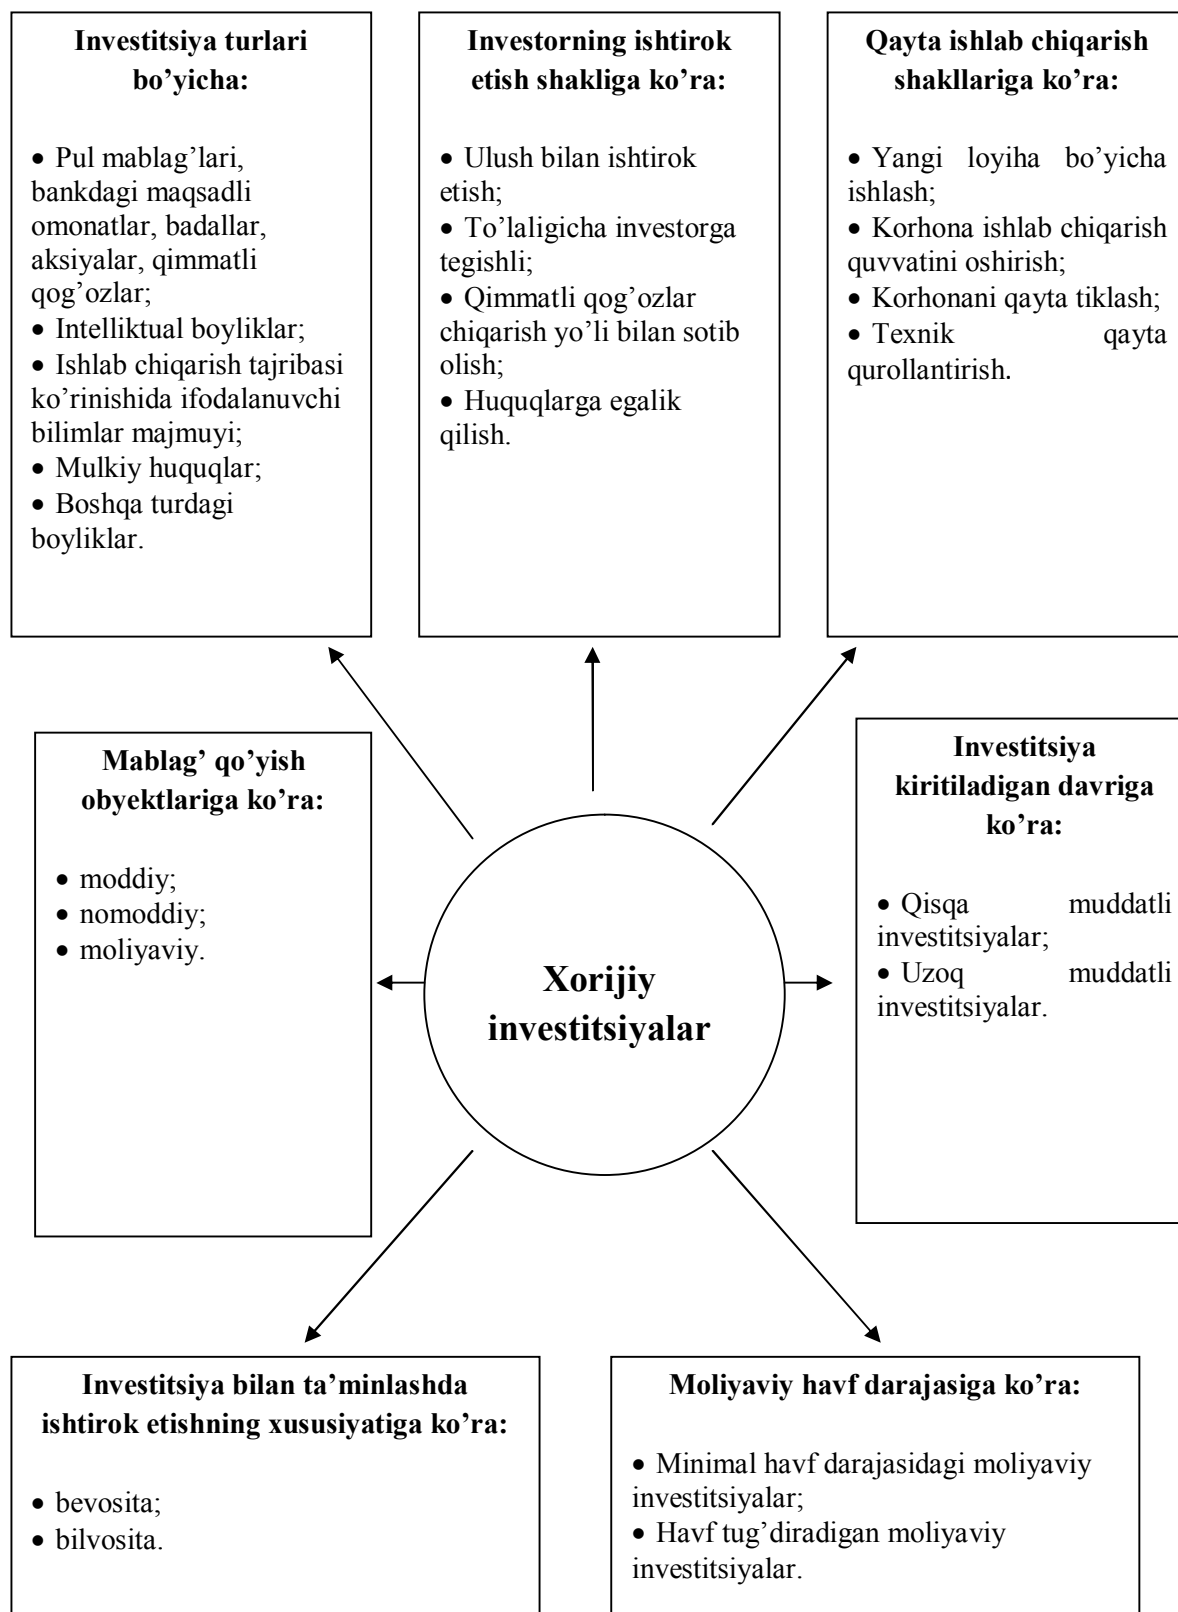 Investitsiya turlari
bo’yicha:
• Pul mablag’lari,
bankdagi maqsadli
omonatlar, badallar,
aksiyalar, qimmatli
qog’ozlar;
• Intelliktual boyliklar;
• Ishlab chiqarish tajribasi
ko’rinishida ifodalanuvchi
bilimlar majmuyi;
• Mulkiy huquqlar;
• Boshqa turdagi
boyliklar.
Investorning ishtirok
etish shakliga ko’ra:
• Ulush bilan ishtirok
etish;
• To’laligicha investorga
tegishli;
• Qimmatli qog’ozlar
chiqarish yo’li bilan sotib
olish;
• Huquqlarga egalik
qilish.
Qayta ishlab chiqarish
shakllariga ko’ra:
• Yangi loyiha bo’yicha
ishlash;
• Korhona ishlab chiqarish
quvvatini oshirish;
• Korhonani qayta tiklash;
• Texnik qayta
qurollantirish.
Mablag’ qo’yish
obyektlariga ko’ra:
• moddiy;
• nomoddiy;
• moliyaviy.
Xorijiy
investitsiyalar
Investitsiya
kiritiladigan davriga
ko’ra:
• Qisqa muddatli
investitsiyalar;
• Uzoq muddatli
investitsiyalar.
Investitsiya bilan ta’minlashda
ishtirok etishning xususiyatiga ko’ra:
• bevosita;
• bilvosita.
Moliyaviy havf darajasiga ko’ra:
• Minimal havf darajasidagi moliyaviy
investitsiyalar;
• Havf tug’diradigan moliyaviy
investitsiyalar.